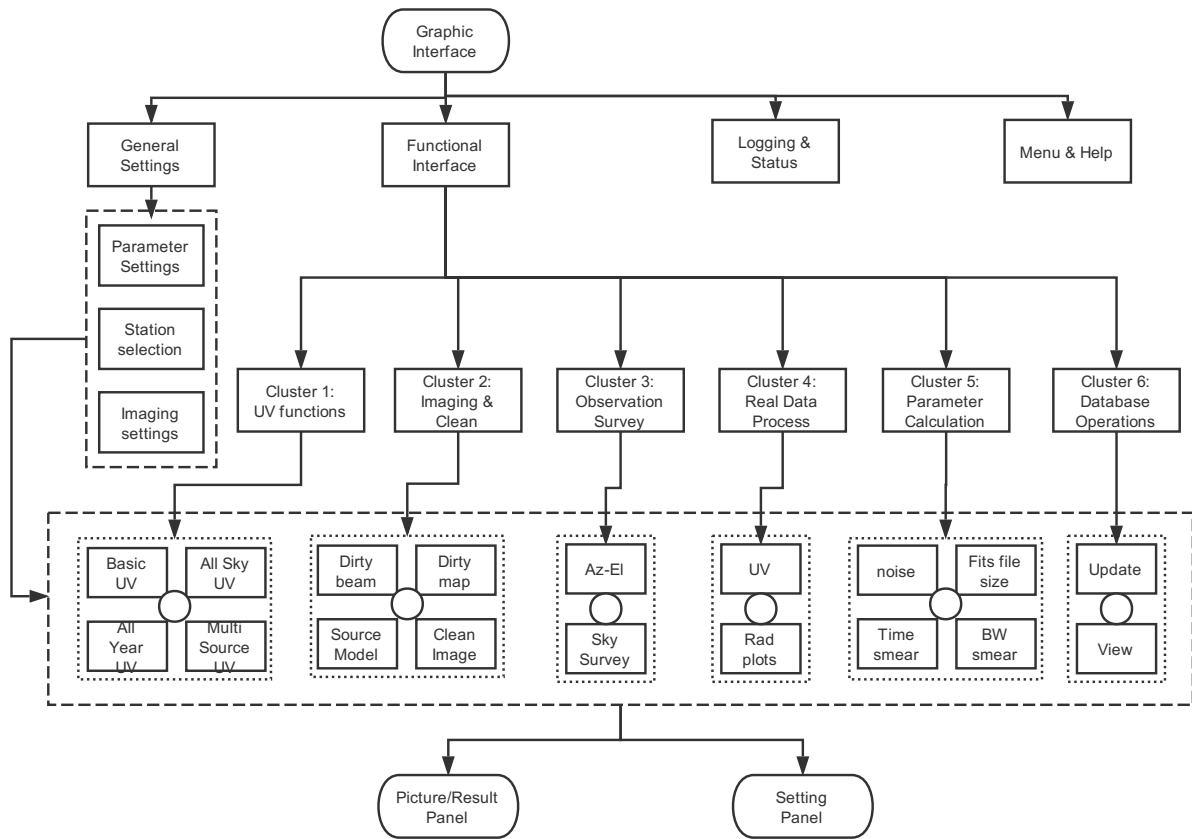 Graphic
Interface
General
Settings
Functional
Interface
Logging &
Status
Menu & Help
Parameter
Settings
Station
selection
Imaging
settings
Cluster 1:
UV functions
Cluster 2:
Imaging &
Clean
Cluster 3:
Observation
Survey
Cluster 4:
Real Data
Process
Cluster 5:
Parameter
Calculation
Cluster 6:
Database
Operations
Basic
UV
All Sky
UV
All
Year
UV
Multi
Source
UV
Dirty
beam
Dirty
map
Source
Model
Clean
Image
Az-El
Sky
Survey
UV
Rad
plots
noise
Fits file
size
Time
smear
BW
smear
Update
View
Picture/Result
Panel
Setting
Panel